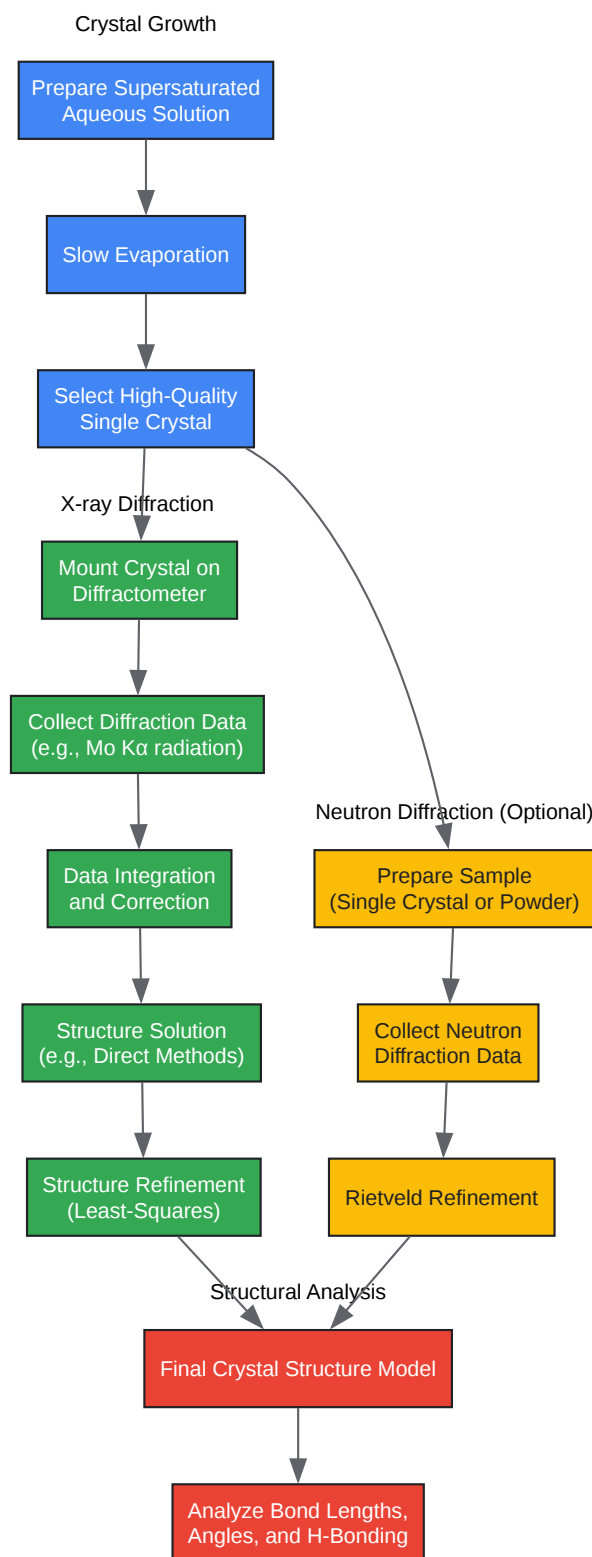 Crystal Growth
Prepare Supersaturated
Aqueous Solution
Slow Evaporation
Select High-Quality
Single Crystal
X-ray Diffraction
Mount Crystal on
Diffractometer
Collect Diffraction Data
(e.g., Mo Kα radiation)
Data Integration
and Correction
Structure Solution
(e.g., Direct Methods)
Structure Refinement
(Least-Squares)
Neutron Diffraction (Optional)
Prepare Sample
(Single Crystal or Powder)
Collect Neutron
Diffraction Data
Rietveld Refinement
Structural Analysis
Final Crystal Structure Model
Analyze Bond Lengths,
Angles, and H-Bonding